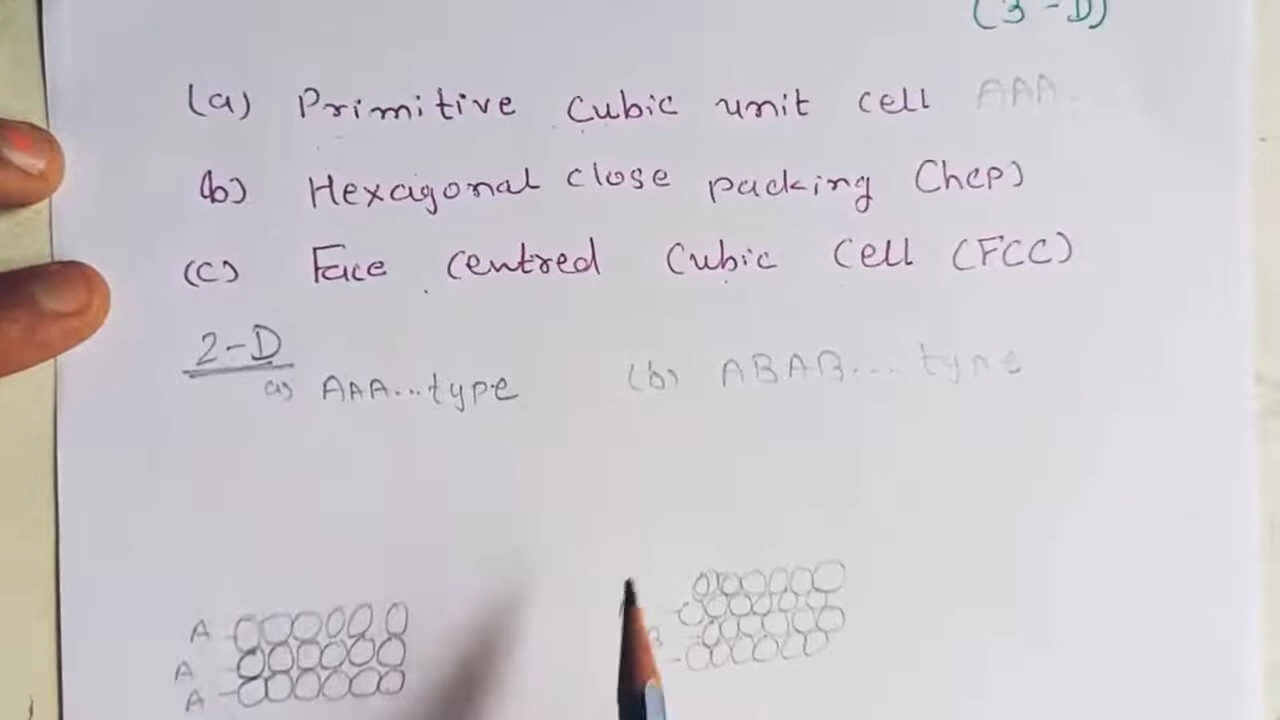 (3-D)
(a) Primitive cubic unit cell AAA.
(b) Hexagonal close packing (hcp)
(c) Face centred cubic cell (FCC)
2-D
a) AAA...type (b) ABAB... type
A
A
A
B